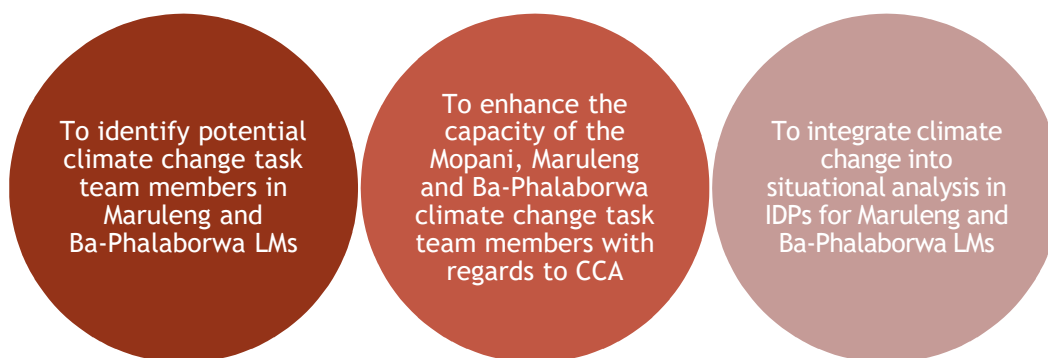 To identify potential
climate change task
team members in
Maruleng and
Ba-Phalaborwa LMs
To enhance the
capacity of the
Mopani, Maruleng
and Ba-Phalaborwa
climate change task
team members with
regards to CCA
To integrate climate
change into
situational analysis in
IDPs for Maruleng and
Ba-Phalaborwa LMs